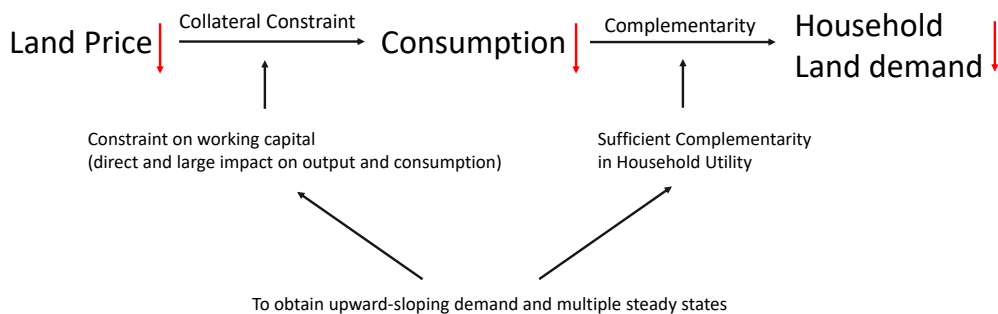 Collateral Constraint
Land Price
Consumption
Complementarity
Household
Land demand
Constraint on working capital
(direct and large impact on output and consumption)
Sufficient Complementarity
in Household Utility
To obtain upward-sloping demand and multiple steady states